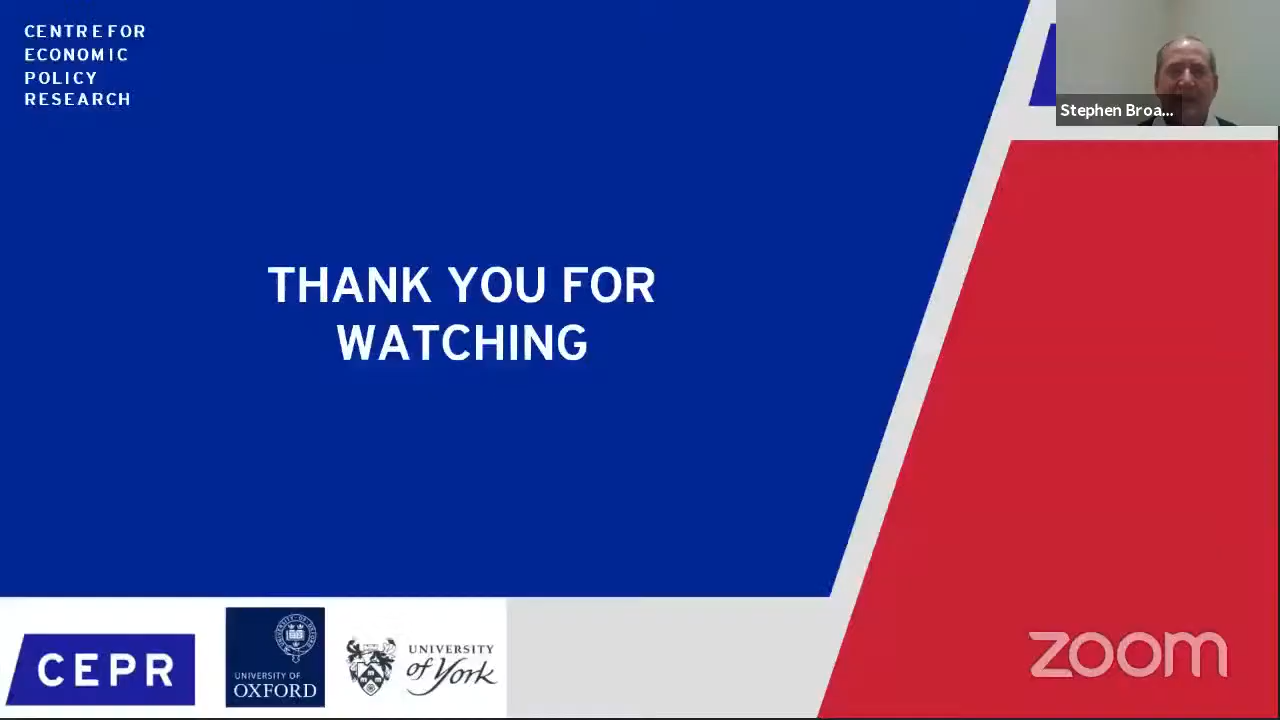 CENTRE FOR
ECONOMIC
POLICY
RESEARCH
Stephen Broa...
THANK YOU FOR
WATCHING
CEPR
UNIVERSITY OF
OXFORD
UNIVERSITY
of York
zoom